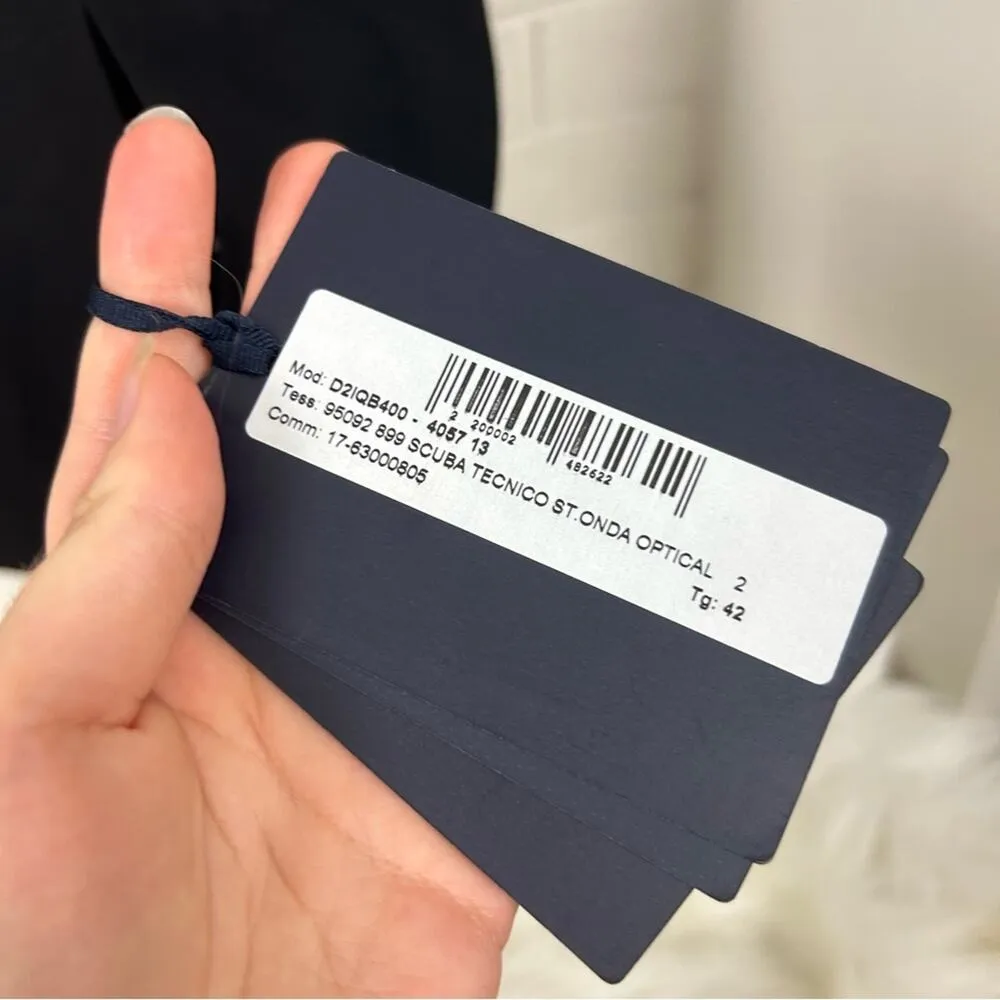 2 200002 482622
Mod: D2IQB400 - 4057 13
Tess: 95092 899 SCUBA TECNICO ST.ONDA OPTICAL 2
Comm: 17-63000805
Tg: 42